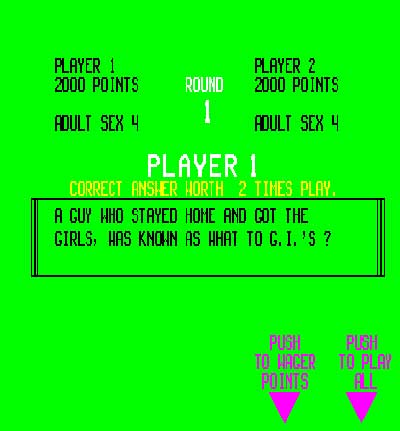 PLAYER 1 PLAYER 2
2000 POINTS ROUND 2000 POINTS
1
ADULT SEX 4 ADULT SEX 4
PLAYER 1
CORRECT ANSWER WORTH 2 TIMES PLAY.
A GUY WHO STAYED HOME AND GOT THE
GIRLS, WAS KNOWN AS WHAT TO G.I.'S ?
PUSH PUSH
TO WAGER TO PLAY
POINTS ALL